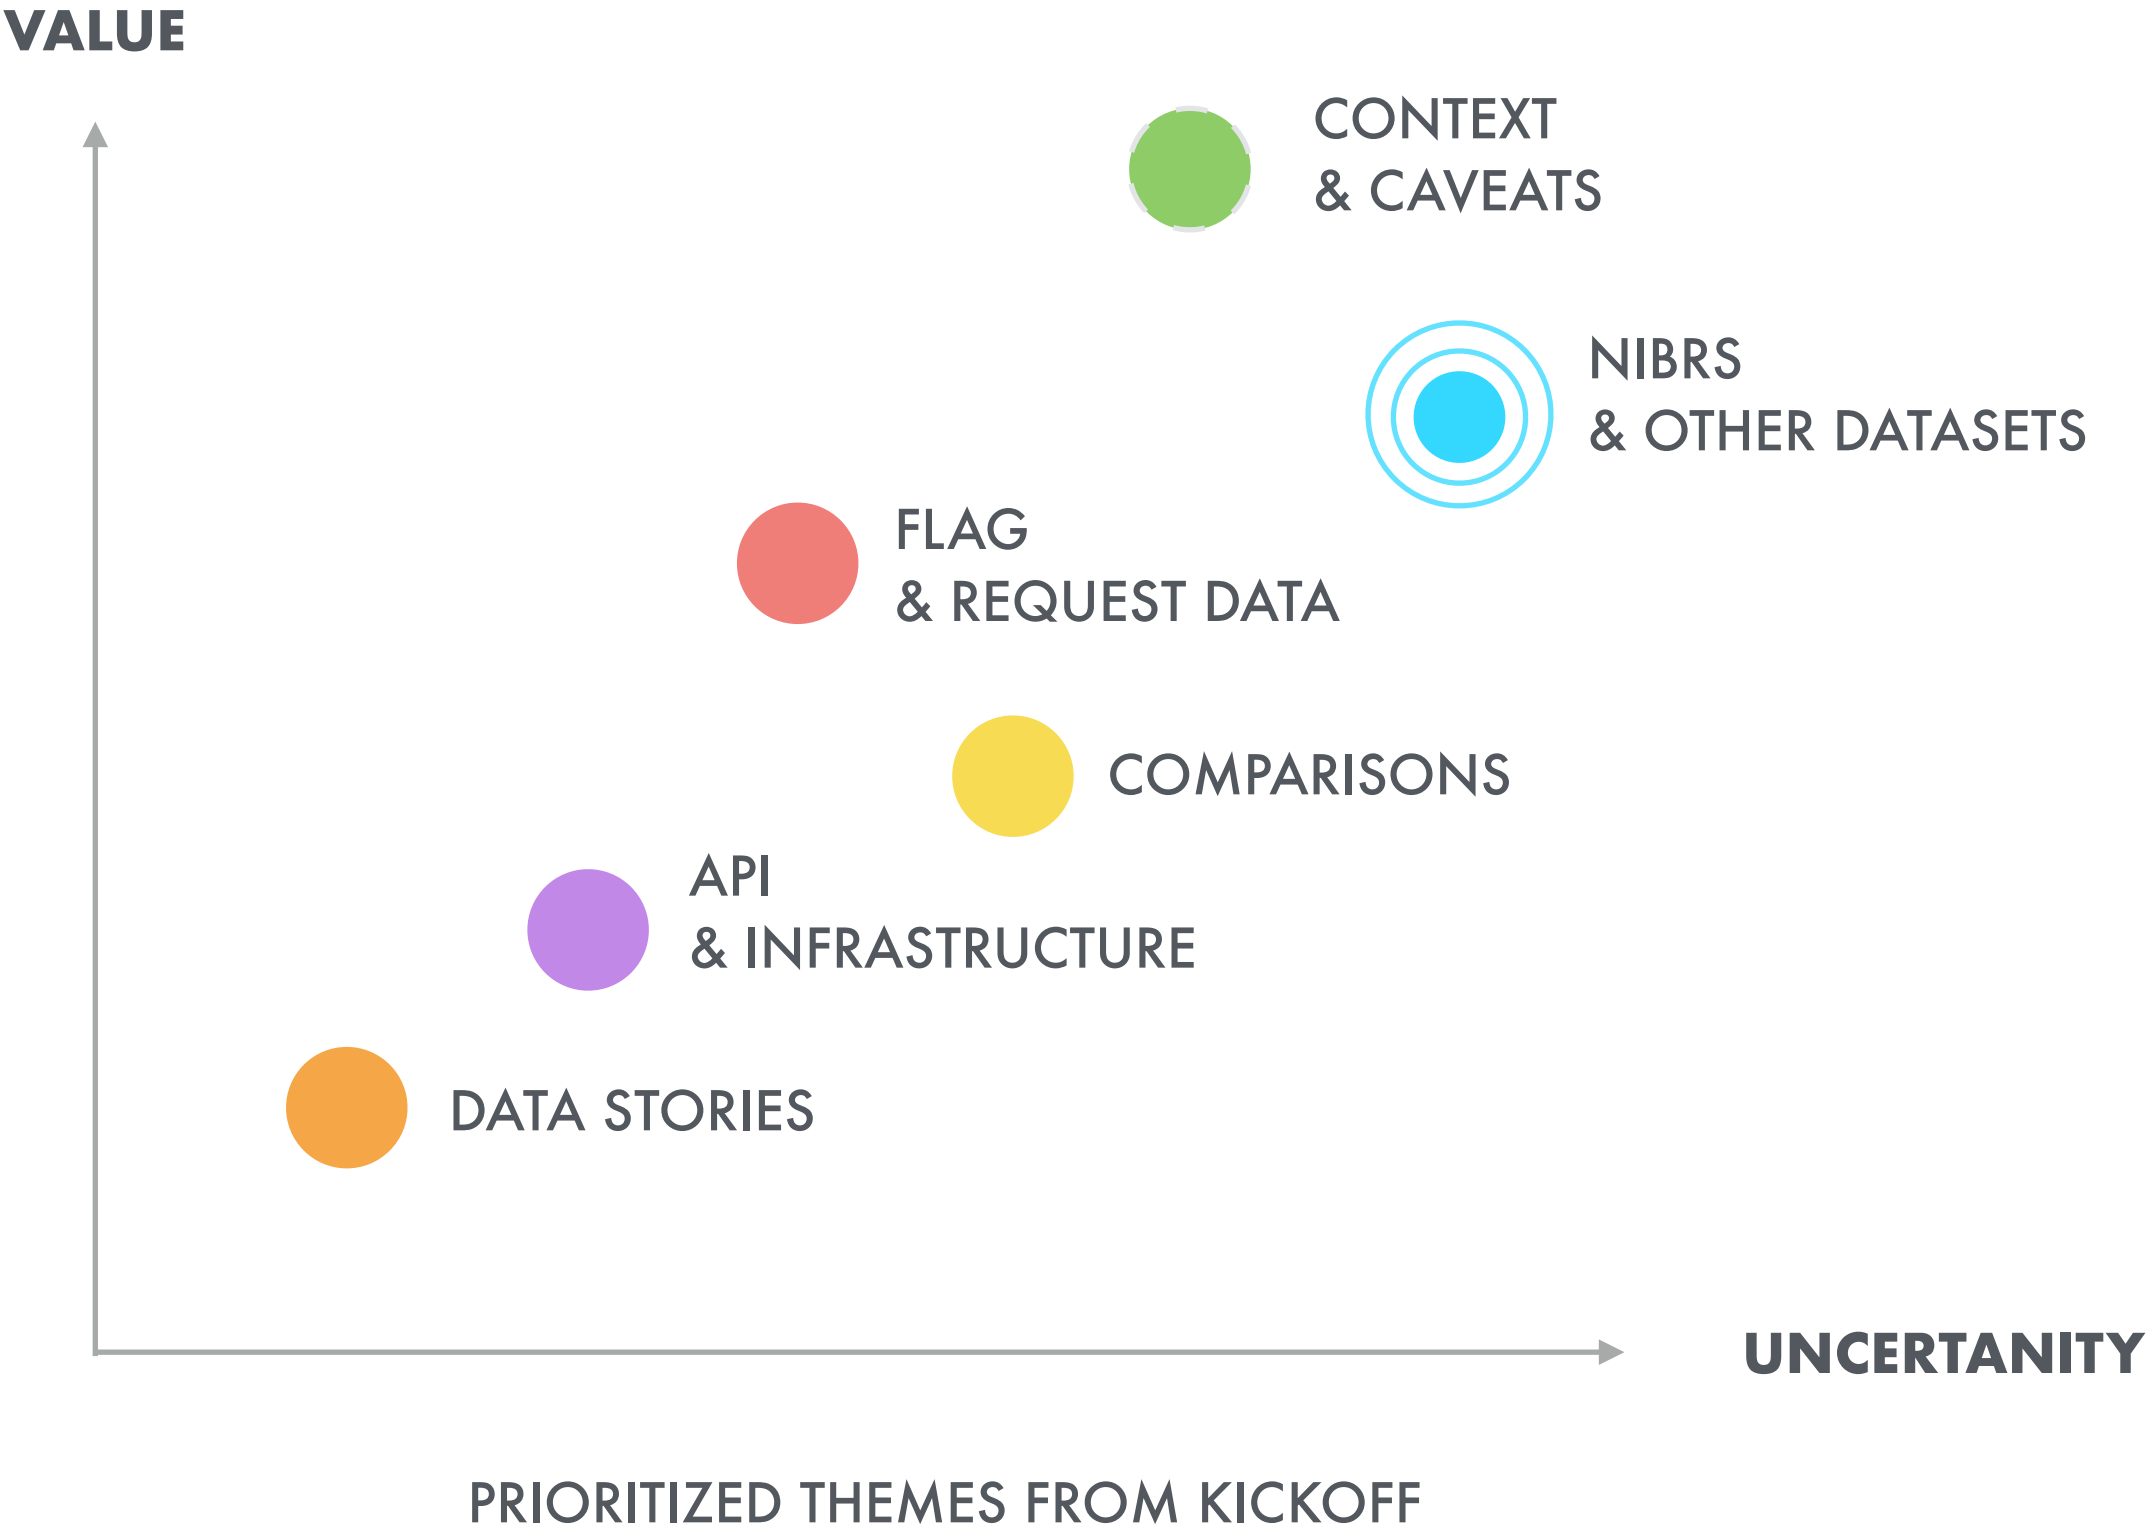 VALUE
CONTEXT
& CAVEATS
NIBRS
& OTHER DATASETS
FLAG
& REQUEST DATA
COMPARISONS
API
& INFRASTRUCTURE
DATA STORIES
UNCERTANITY
PRIORITIZED THEMES FROM KICKOFF